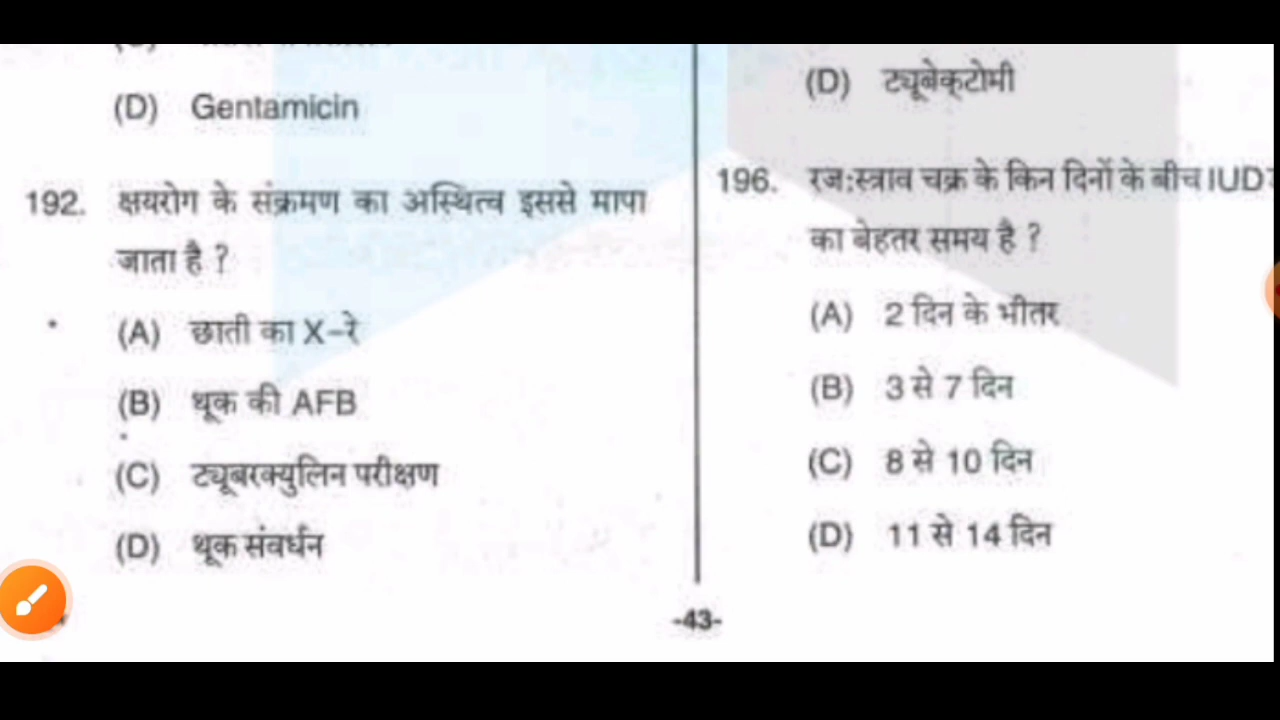 (D) Gentamicin
192. क्षयरोग के संक्रमण का अस्थित्व इससे मापा
जाता है ?
(A) छाती का X-रे
(B) थूक की AFB
(C) ट्यूबरक्युलिन परीक्षण
(D) थूक संवर्धन
(D) ट्यूबेक्टोमी
196. रज:स्त्राव चक्र के किन दिनों के बीच IUD
का बेहतर समय है ?
(A) 2 दिन के भीतर
(B) 3 से 7 दिन
(C) 8 से 10 दिन
(D) 11 से 14 दिन
-43-